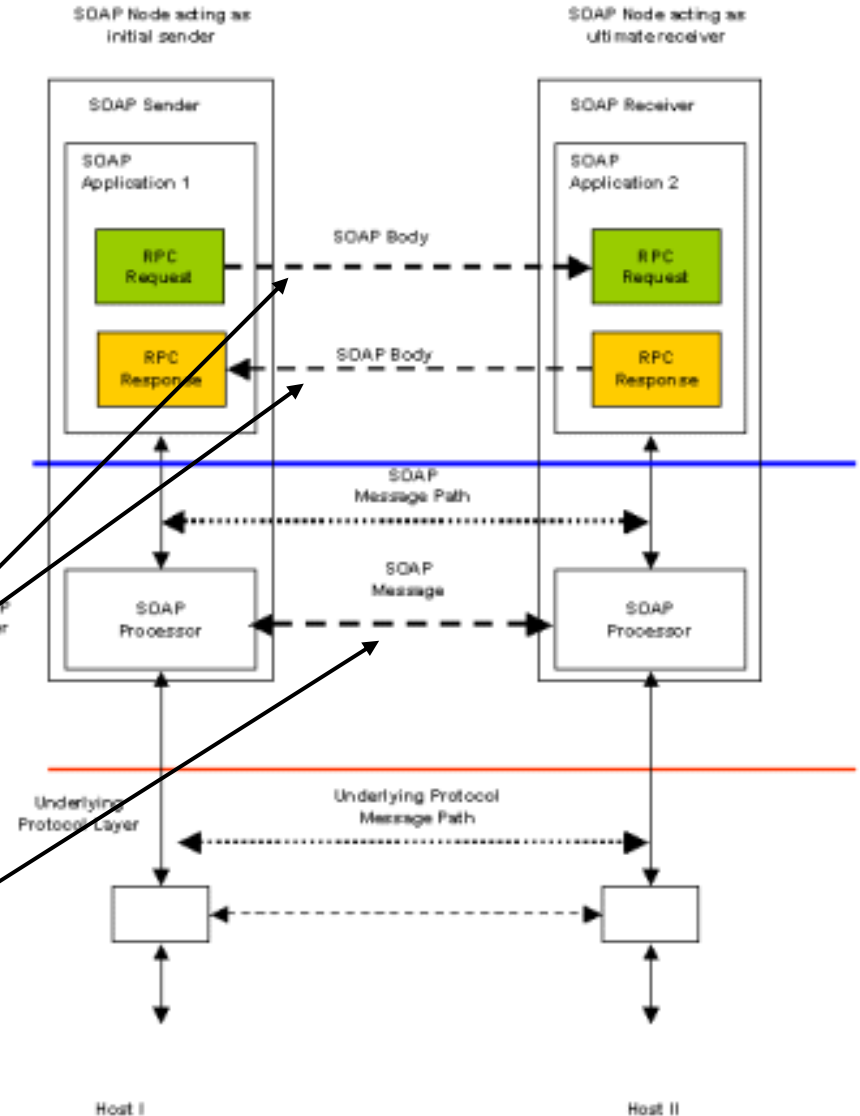 SOAP Node acting as
initial sender
SOAP Node acting as
ultimate receiver
SOAP Sender
SOAP Receiver
SOAP
Application 1
SOAP
Application 2
SOAP Body
RPC
Request
RPC
Request
SOAP Body
RPC
Response
RPC
Response
SOAP
Message Path
SOAP
Message
SOAP
Processor
SOAP
Processor
Underlying
Protocol Layer
Underlying Protocol
Message Path
Host I
Host II